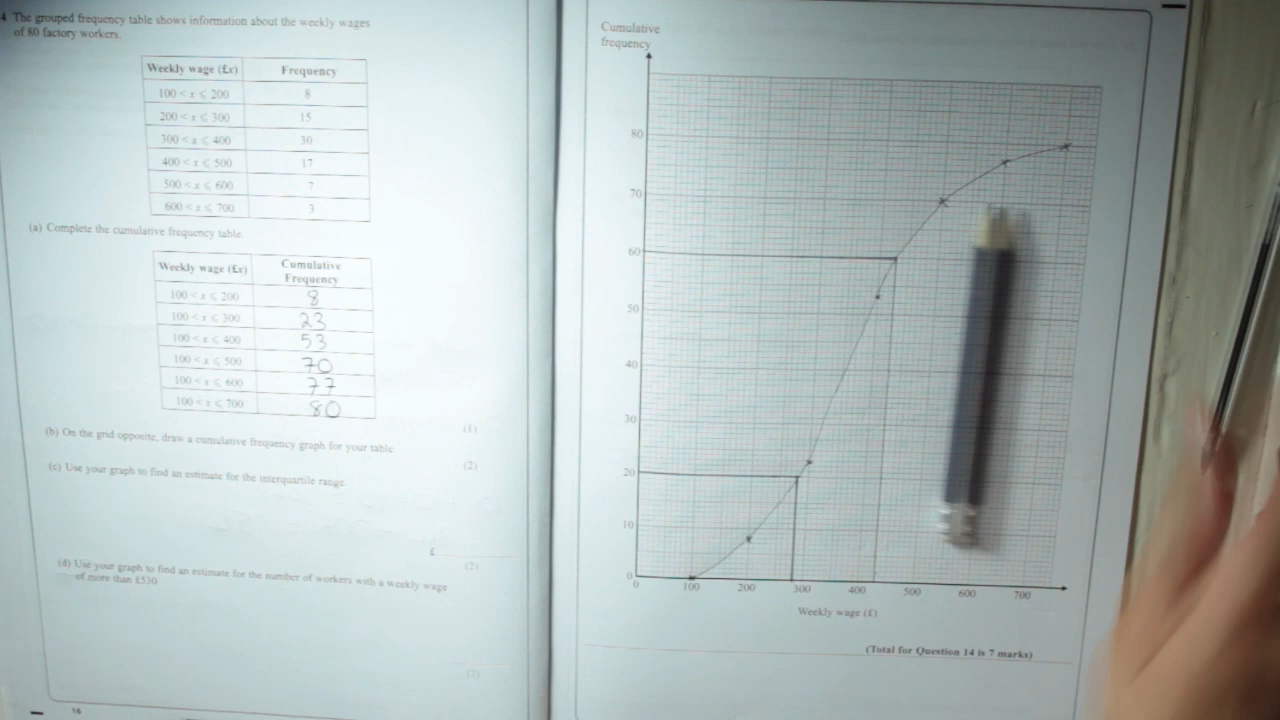 4 The grouped frequency table shows information about the weekly wages
of 80 factory workers.
Weekly wage (£x) Frequency
100 < x ⩽ 200 8
200 < x ⩽ 300 15
300 < x ⩽ 400 30
400 < x ⩽ 500 17
500 < x ⩽ 600 7
600 < x ⩽ 700 3
(a) Complete the cumulative frequency table.
Weekly wage (£x) Cumulative
Frequency
100 < x ⩽ 200 8
100 < x ⩽ 300 23
100 < x ⩽ 400 53
100 < x ⩽ 500 70
100 < x ⩽ 600 77
100 < x ⩽ 700 80
(1)
(b) On the grid opposite, draw a cumulative frequency graph for your table.
(2)
(c) Use your graph to find an estimate for the interquartile range.
£
(2)
(d) Use your graph to find an estimate for the number of workers with a weekly wage
of more than £530
(2)
16
Cumulative
frequency
80
70
60
50
40
30
20
10
0
0 100 200 300 400 500 600 700
Weekly wage (£)
(Total for Question 14 is 7 marks)